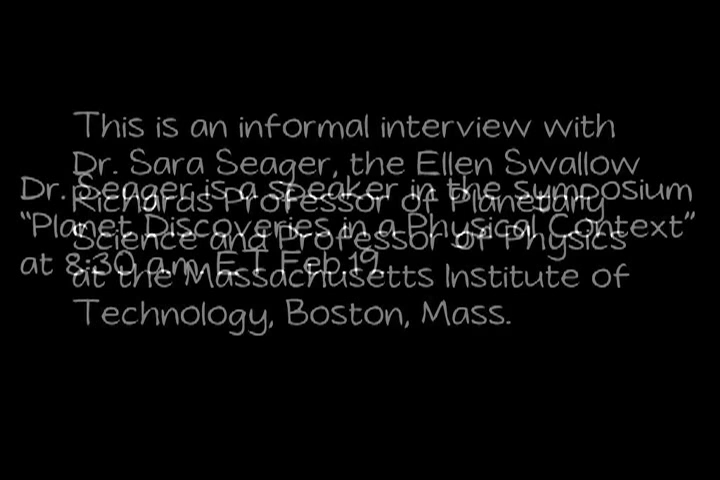 This is an informal interview with
Dr. Sara Seager, the Ellen Swallow
Richards Professor of Planetary
Science and Professor of Physics
at the Massachusetts Institute of
Technology, Boston, Mass.
Dr. Seager is a speaker in the symposium
“Planet Discoveries in a Physical Context”
at 8:30 a.m. ET Feb.19.